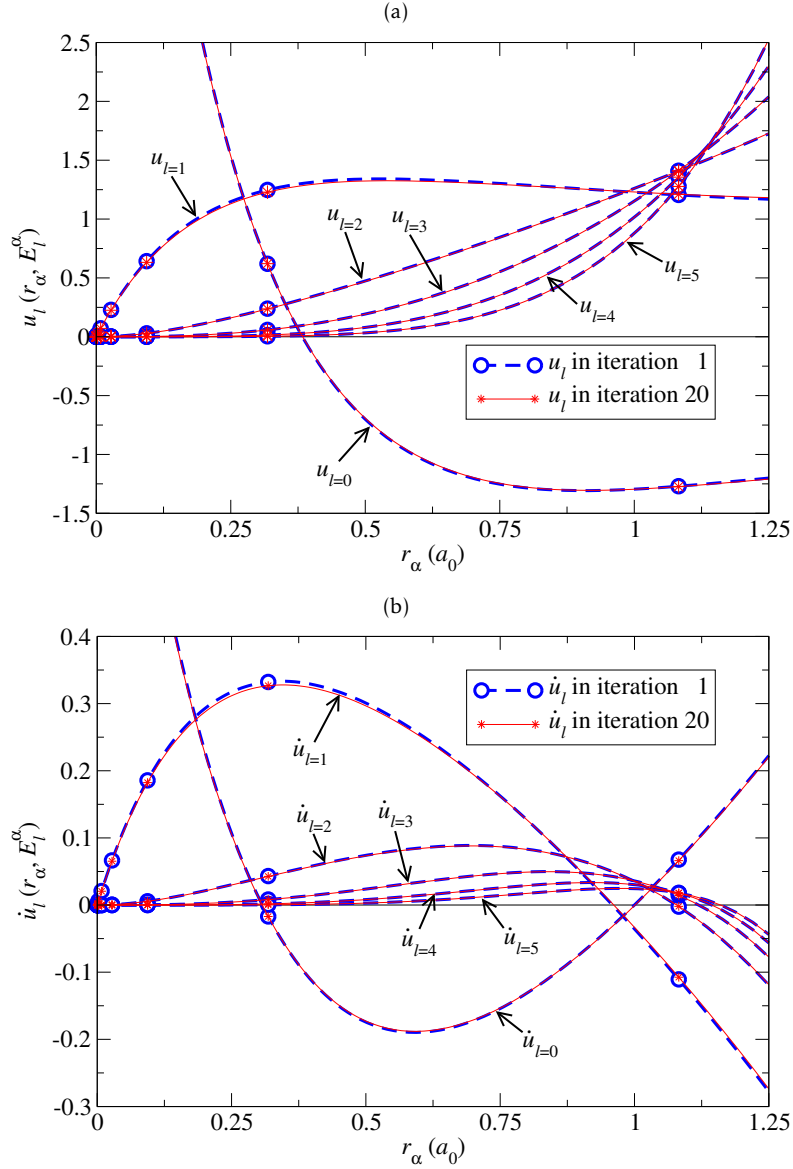 (a)
2.5
2
1.5
1
0.5
0
-0.5
-1
-1.5
u_l (r_α, E_l^α)
u_{l=1}
u_{l=2}
u_{l=3}
u_{l=5}
u_{l=4}
u_{l=0}
u_l in iteration 1
u_l in iteration 20
0 0.25 0.5 0.75 1 1.25
r_α (a_0)
(b)
0.4
0.3
0.2
0.1
0
-0.1
-0.2
-0.3
u̇_l (r_α, E_l^α)
u̇_l in iteration 1
u̇_l in iteration 20
u̇_{l=1}
u̇_{l=2}
u̇_{l=3}
u̇_{l=4}
u̇_{l=5}
u̇_{l=0}
0 0.25 0.5 0.75 1 1.25
r_α (a_0)